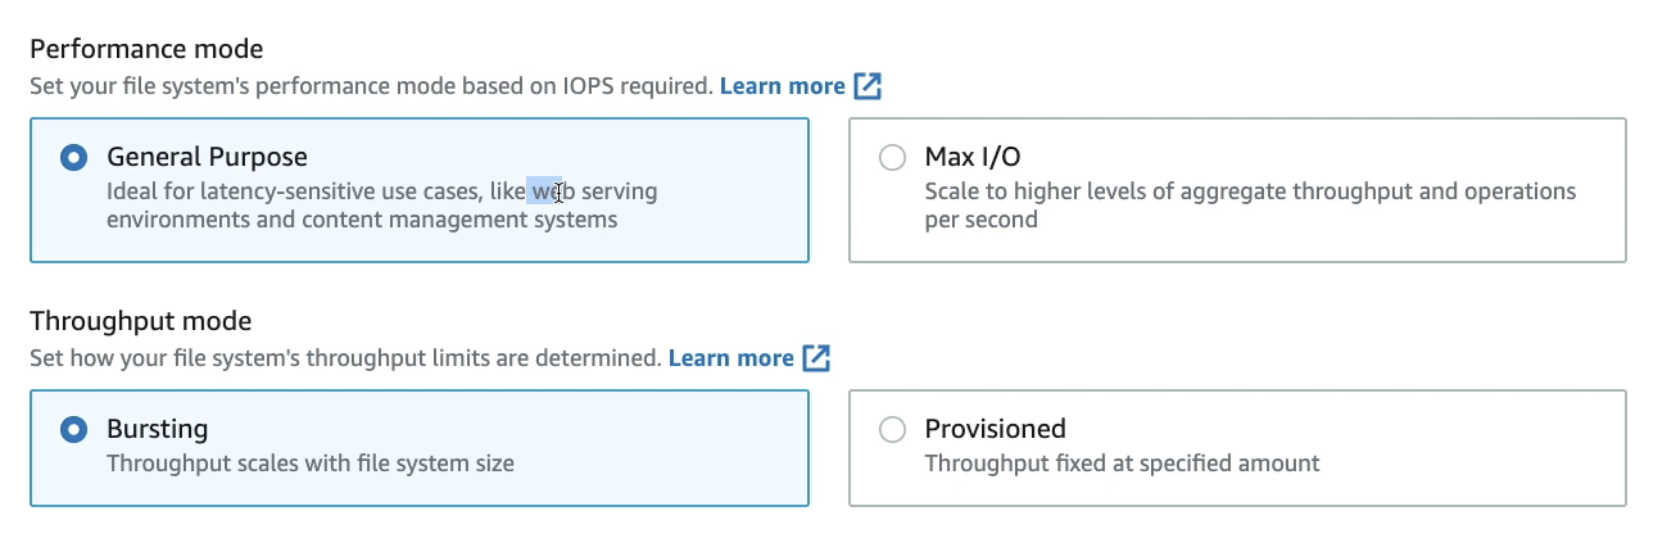 Performance mode
Set your file system's performance mode based on IOPS required. Learn more
General Purpose
Ideal for latency-sensitive use cases, like web serving
environments and content management systems
Max I/O
Scale to higher levels of aggregate throughput and operations
per second
Throughput mode
Set how your file system's throughput limits are determined. Learn more
Bursting
Throughput scales with file system size
Provisioned
Throughput fixed at specified amount